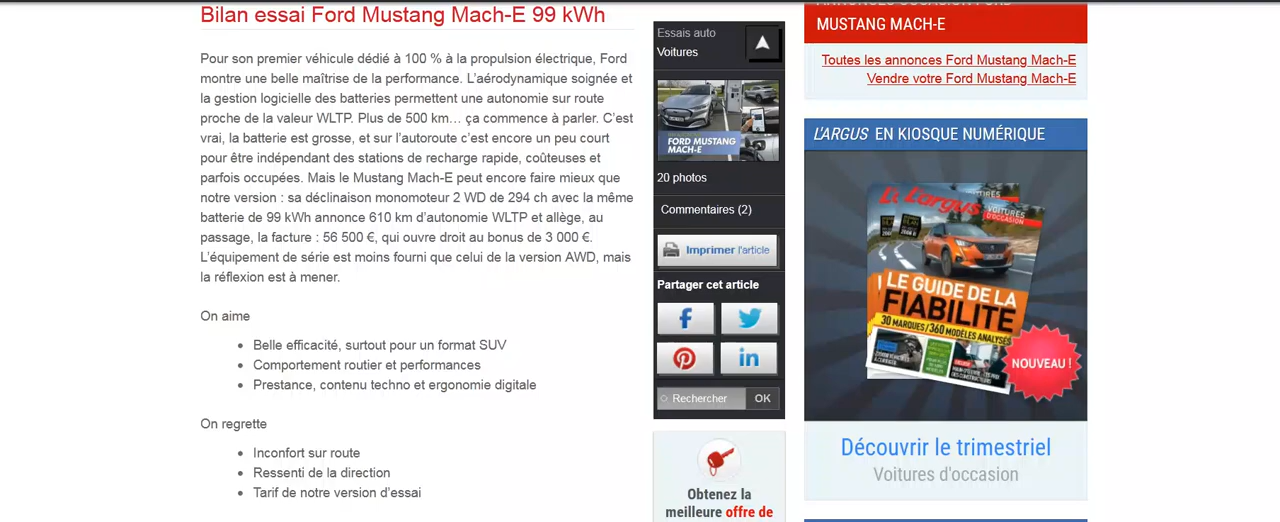 Bilan essai Ford Mustang Mach-E 99 kWh
Pour son premier véhicule dédié à 100 % à la propulsion électrique, Ford
montre une belle maîtrise de la performance. L'aérodynamique soignée et
la gestion logicielle des batteries permettent une autonomie sur route
proche de la valeur WLTP. Plus de 500 km… ça commence à parler. C'est
vrai, la batterie est grosse, et sur l'autoroute c'est encore un peu court
pour être indépendant des stations de recharge rapide, coûteuses et
parfois occupées. Mais le Mustang Mach-E peut encore faire mieux que
notre version : sa déclinaison monomoteur 2 WD de 294 ch avec la même
batterie de 99 kWh annonce 610 km d'autonomie WLTP et allège, au
passage, la facture : 56 500 €, qui ouvre droit au bonus de 3 000 €.
L'équipement de série est moins fourni que celui de la version AWD, mais
la réflexion est à mener.
On aime
• Belle efficacité, surtout pour un format SUV
• Comportement routier et performances
• Prestance, contenu techno et ergonomie digitale
On regrette
• Inconfort sur route
• Ressenti de la direction
• Tarif de notre version d'essai
Essais auto
Voitures
FORD MUSTANG
MACH-E
20 photos
Commentaires (2)
Imprimer l'article
Partager cet article
Rechercher OK
Obtenez la
meilleure offre de
ANNONCES OCCASION FORD
MUSTANG MACH-E
Toutes les annonces Ford Mustang Mach-E
Vendre votre Ford Mustang Mach-E
L'ARGUS EN KIOSQUE NUMÉRIQUE
L'argus
VOITURES
D'OCCASION
LE GUIDE DE LA
FIABILITÉ
30 MARQUES/360 MODÈLES ANALYSÉS
NOUVEAU !
Découvrir le trimestriel
Voitures d'occasion